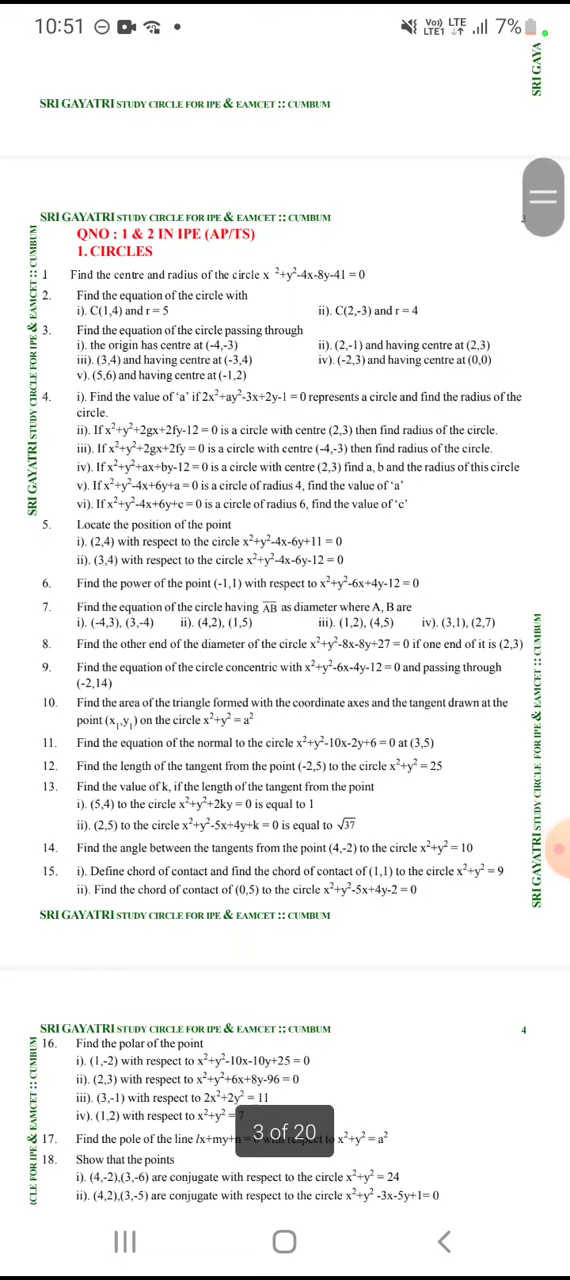 10:51
Vo)) LTE
LTE1
7%
SRI GAYA
SRI GAYATRI STUDY CIRCLE FOR IPE & EAMCET :: CUMBUM
SRI GAYATRI STUDY CIRCLE FOR IPE & EAMCET :: CUMBUM
3
QNO : 1 & 2 IN IPE (AP/TS)
1. CIRCLES
1 Find the centre and radius of the circle x ²+y²-4x-8y-41 = 0
2. Find the equation of the circle with
i). C(1,4) and r = 5 ii). C(2,-3) and r = 4
3. Find the equation of the circle passing through
i). the origin has centre at (-4,-3) ii). (2,-1) and having centre at (2,3)
iii). (3,4) and having centre at (-3,4) iv). (-2,3) and having centre at (0,0)
v). (5,6) and having centre at (-1,2)
4. i). Find the value of ‘a’ if 2x²+ay²-3x+2y-1 = 0 represents a circle and find the radius of the
circle.
ii). If x²+y²+2gx+2fy-12 = 0 is a circle with centre (2,3) then find radius of the circle.
iii). If x²+y²+2gx+2fy = 0 is a circle with centre (-4,-3) then find radius of the circle.
iv). If x²+y²+ax+by-12 = 0 is a circle with centre (2,3) find a, b and the radius of this circle
v). If x²+y²-4x+6y+a = 0 is a circle of radius 4, find the value of ‘a’
vi). If x²+y²-4x+6y+c = 0 is a circle of radius 6, find the value of ‘c’
5. Locate the position of the point
i). (2,4) with respect to the circle x²+y²-4x-6y+11 = 0
ii). (3,4) with respect to the circle x²+y²-4x-6y-12 = 0
6. Find the power of the point (-1,1) with respect to x²+y²-6x+4y-12 = 0
7. Find the equation of the circle having A̅B̅ as diameter where A, B are
i). (-4,3), (3,-4) ii). (4,2), (1,5) iii). (1,2), (4,5) iv). (3,1), (2,7)
8. Find the other end of the diameter of the circle x²+y²-8x-8y+27 = 0 if one end of it is (2,3)
9. Find the equation of the circle concentric with x²+y²-6x-4y-12 = 0 and passing through
(-2,14)
10. Find the area of the triangle formed with the coordinate axes and the tangent drawn at the
point (x₁,y₁) on the circle x²+y² = a²
11. Find the equation of the normal to the circle x²+y²-10x-2y+6 = 0 at (3,5)
12. Find the length of the tangent from the point (-2,5) to the circle x²+y² = 25
13. Find the value of k, if the length of the tangent from the point
i). (5,4) to the circle x²+y²+2ky = 0 is equal to 1
ii). (2,5) to the circle x²+y²-5x+4y+k = 0 is equal to √37
14. Find the angle between the tangents from the point (4,-2) to the circle x²+y² = 10
15. i). Define chord of contact and find the chord of contact of (1,1) to the circle x²+y² = 9
ii). Find the chord of contact of (0,5) to the circle x²+y²-5x+4y-2 = 0
SRI GAYATRI STUDY CIRCLE FOR IPE & EAMCET :: CUMBUM
SRI GAYATRI STUDY CIRCLE FOR IPE & EAMCET :: CUMBUM
SRI GAYATRI STUDY CIRCLE FOR IPE & EAMCET :: CUMBUM
SRI GAYATRI STUDY CIRCLE FOR IPE & EAMCET :: CUMBUM
4
16. Find the polar of the point
i). (1,-2) with respect to x²+y²-10x-10y+25 = 0
ii). (2,3) with respect to x²+y²+6x+8y-96 = 0
iii). (3,-1) with respect to 2x²+2y² = 11
iv). (1,2) with respect to x²+y² = 7
3 of 20
17. Find the pole of the line lx+my+n = 0 with respect to x²+y² = a²
18. Show that the points
i). (4,-2),(3,-6) are conjugate with respect to the circle x²+y² = 24
ii). (4,2),(3,-5) are conjugate with respect to the circle x²+y² -3x-5y+1= 0
RCLE FOR IPE & EAMCET :: CUMBUM